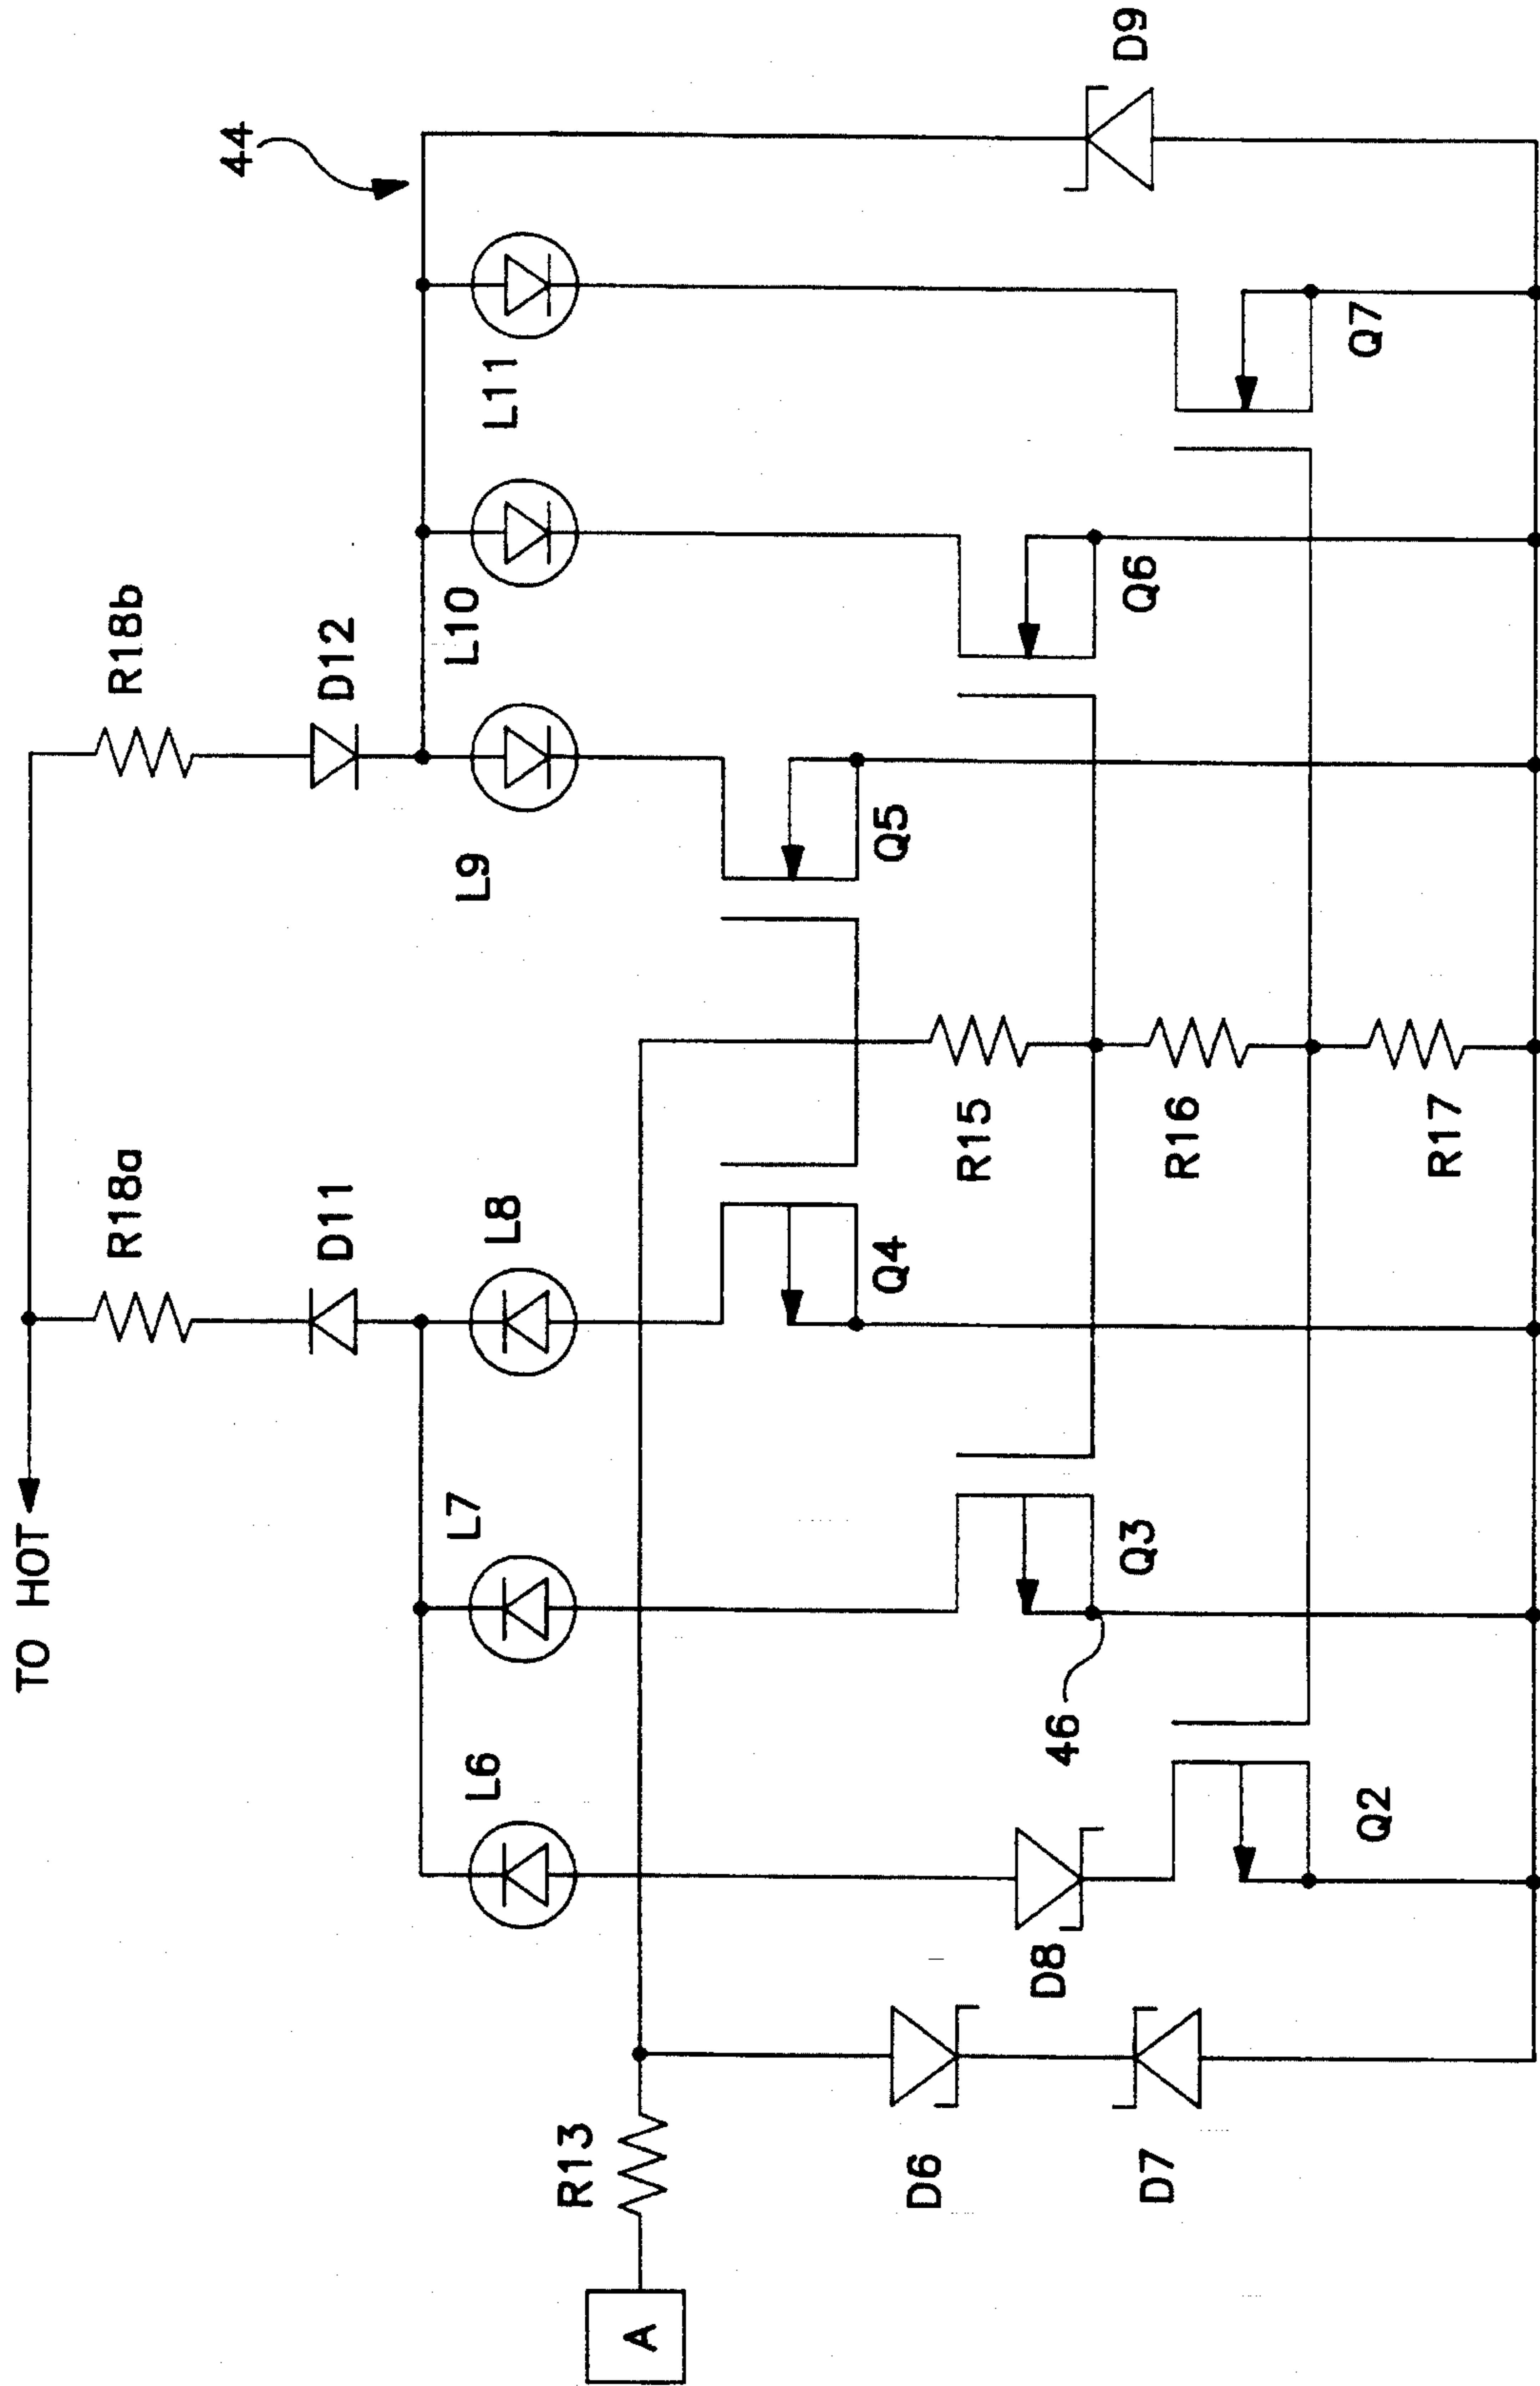 44
D9
R18b
D12
L11
L10
L9
Q7
Q6
Q5
R18a
D11
L8
Q4
R15
R16
R17
TO HOT
L7
Q3
46
L6
Q2
D8
R13
D6
D7
A